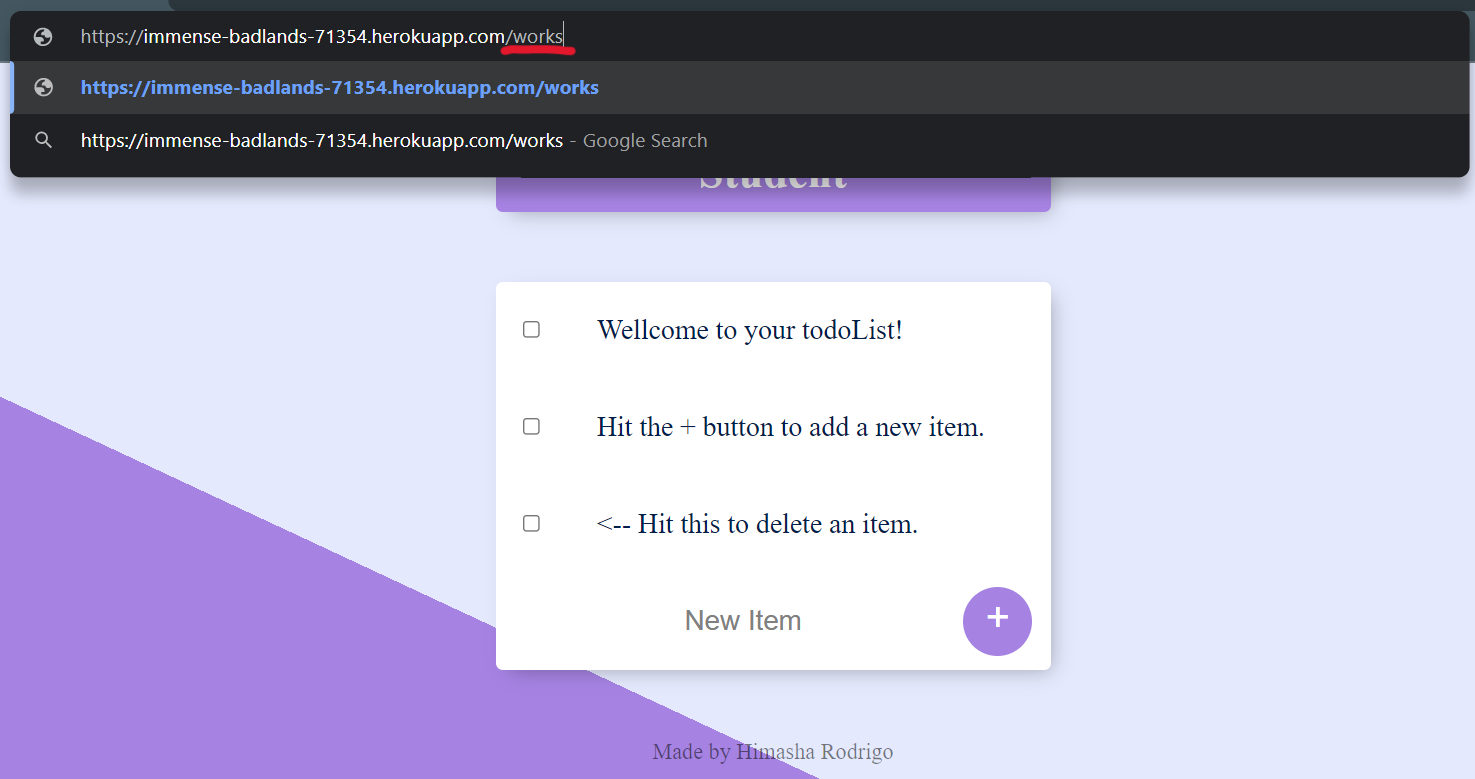 https://immense-badlands-71354.herokuapp.com/works
https://immense-badlands-71354.herokuapp.com/works
https://immense-badlands-71354.herokuapp.com/works - Google Search
Student
Wellcome to your todoList!
Hit the + button to add a new item.
<-- Hit this to delete an item.
New Item +
Made by Himasha Rodrigo